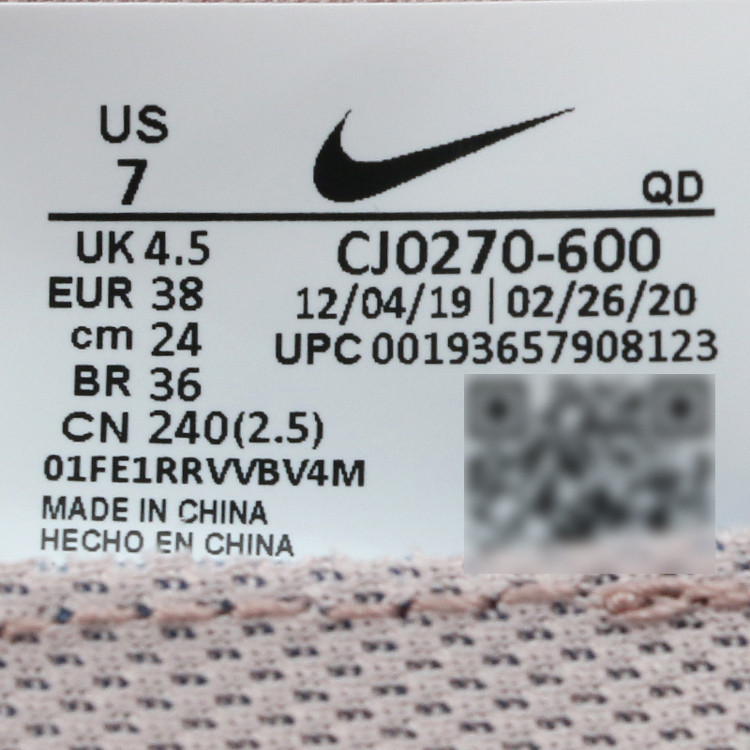 US
7
QD
UK 4.5
EUR 38
cm 24
BR 36
CN 240(2.5)
CJ0270-600
12/04/19 | 02/26/20
UPC 00193657908123
01FE1RRVVBV4M
MADE IN CHINA
HECHO EN CHINA